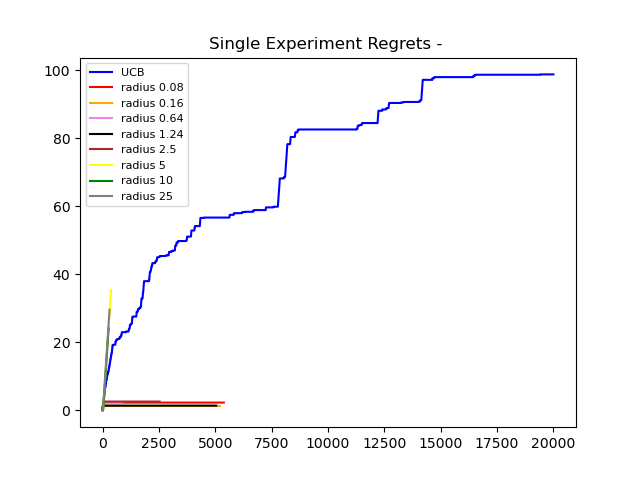 Single Experiment Regrets -
UCB
radius 0.08
radius 0.16
radius 0.64
radius 1.24
radius 2.5
radius 5
radius 10
radius 25
100
80
60
40
20
0
0 2500 5000 7500 10000 12500 15000 17500 20000